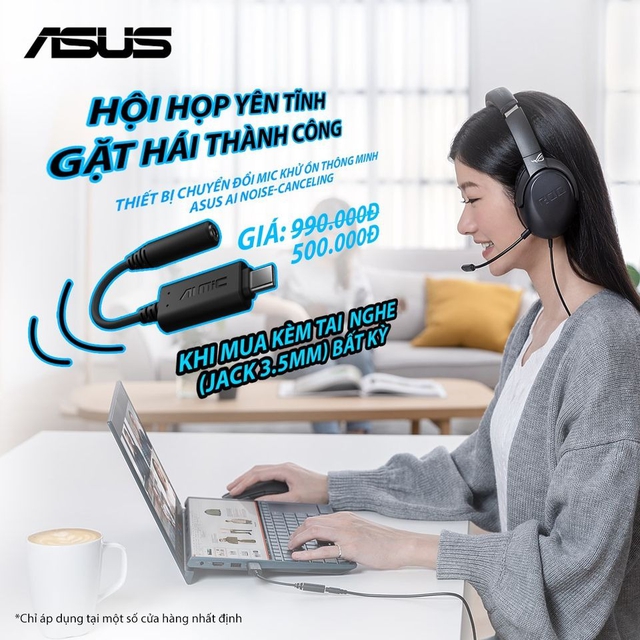 ASUS
HỘI HỌP YÊN TĨNH
GẶT HÁI THÀNH CÔNG
THIẾT BỊ CHUYỂN ĐỔI MIC KHỬ ỒN THÔNG MINH
ASUS AI NOISE-CANCELING
GIÁ: 990.000Đ
500.000Đ
AI MIC
KHI MUA KÈM TAI NGHE
(JACK 3.5MM) BẤT KỲ
*Chỉ áp dụng tại một số cửa hàng nhất định